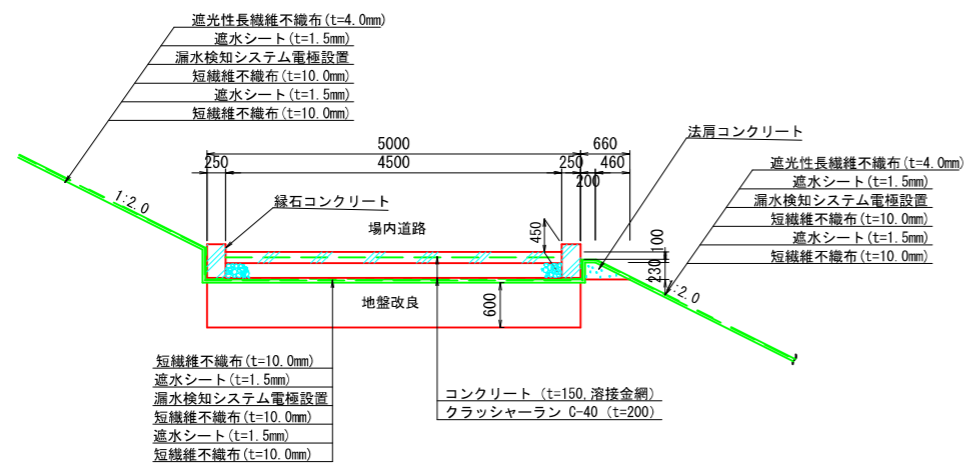 遮光性長繊維不織布(t=4.0mm)
遮水シート(t=1.5mm)
漏水検知システム電極設置
短繊維不織布(t=10.0mm)
遮水シート(t=1.5mm)
短繊維不織布(t=10.0mm)
5000
660
250
4500
250
460
200
法肩コンクリート
遮光性長繊維不織布(t=4.0mm)
遮水シート(t=1.5mm)
漏水検知システム電極設置
短繊維不織布(t=10.0mm)
遮水シート(t=1.5mm)
短繊維不織布(t=10.0mm)
1:2.0
縁石コンクリート
場内道路
450
100
230
1:2.0
地盤改良
600
短繊維不織布(t=10.0mm)
遮水シート(t=1.5mm)
漏水検知システム電極設置
短繊維不織布(t=10.0mm)
遮水シート(t=1.5mm)
短繊維不織布(t=10.0mm)
コンクリート (t=150,溶接金網)
クラッシャーラン C-40 (t=200)